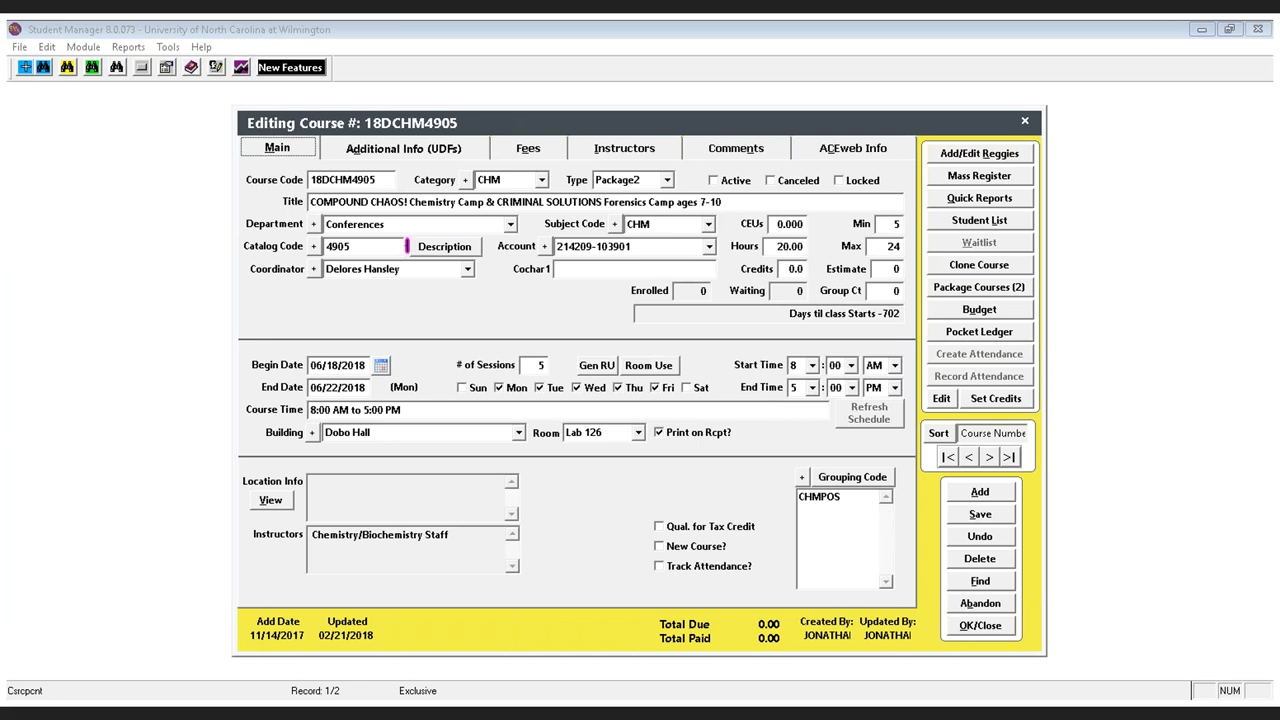 Student Manager 8.0.073 - University of North Carolina at Wilmington
File Edit Module Reports Tools Help
New Features
Editing Course #: 18DCHM4905
Main Additional Info (UDFs) Fees Instructors Comments ACEweb Info
Course Code 18DCHM4905 Category + CHM Type Package2 Active Canceled Locked
Title COMPOUND CHAOS! Chemistry Camp & CRIMINAL SOLUTIONS Forensics Camp ages 7-10
Department + Conferences Subject Code + CHM CEUs 0.000 Min 5
Catalog Code + 4905 Description Account + 214209-103901 Hours 20.00 Max 24
Coordinator + Delores Hansley Cochar1 Credits 0.0 Estimate 0
Enrolled 0 Waiting 0 Group Ct 0
Days til class Starts -702
Begin Date 06/18/2018 # of Sessions 5 Gen RU Room Use Start Time 8 : 00 AM
End Date 06/22/2018 (Mon) Sun Mon Tue Wed Thu Fri Sat End Time 5 : 00 PM
Course Time 8:00 AM to 5:00 PM Refresh Schedule
Building + Dobo Hall Room Lab 126 Print on Rcpt?
Location Info
View
+ Grouping Code
CHMPOS
Instructors Chemistry/Biochemistry Staff
Qual. for Tax Credit
New Course?
Track Attendance?
Add Date Updated
11/14/2017 02/21/2018
Total Due 0.00
Total Paid 0.00
Created By: Updated By:
JONATHAI JONATHAI
Add/Edit Reggies
Mass Register
Quick Reports
Student List
Waitlist
Clone Course
Package Courses (2)
Budget
Pocket Ledger
Create Attendance
Record Attendance
Edit Set Credits
Sort Course Numbe
|< < > >|
Add
Save
Undo
Delete
Find
Abandon
OK/Close
Csrcpcnt Record: 1/2 Exclusive NUM